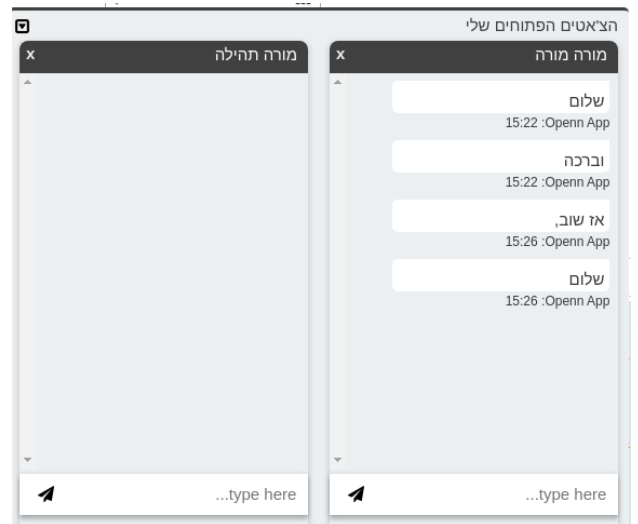 הצ'אטים הפתוחים שלי
מורה מורה
x
שלום
Openn App: 15:22
וברכה
Openn App: 15:22
אז שוב,
Openn App: 15:26
שלום
Openn App: 15:26
type here...
מורה תהילה
x
type here...